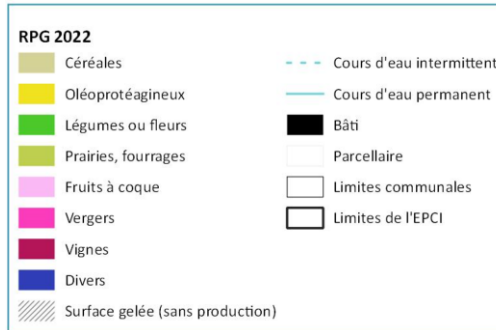 RPG 2022
Céréales
Oléoprotéagineux
Légumes ou fleurs
Prairies, fourrages
Fruits à coque
Vergers
Vignes
Divers
Surface gelée (sans production)
Cours d'eau intermittent
Cours d'eau permanent
Bâti
Parcellaire
Limites communales
Limites de l'EPCI